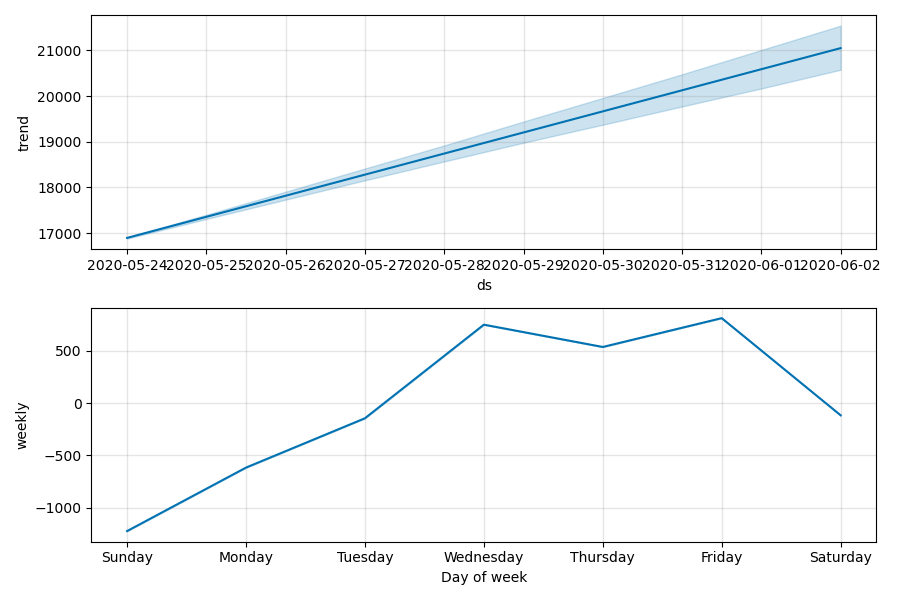 21000
20000
19000
18000
17000
trend
2020-05-24 2020-05-25 2020-05-26 2020-05-27 2020-05-28 2020-05-29 2020-05-30 2020-05-31 2020-06-01 2020-06-02
ds
500
0
−500
−1000
weekly
Sunday Monday Tuesday Wednesday Thursday Friday Saturday
Day of week